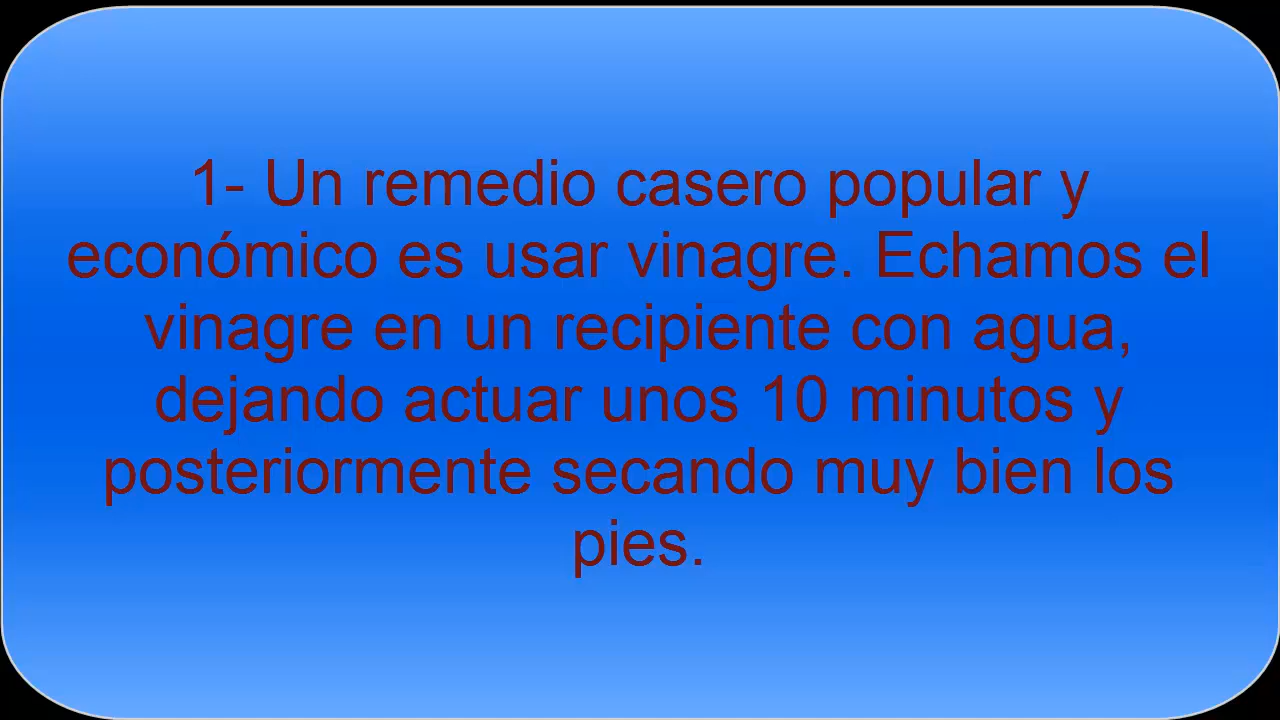 1- Un remedio casero popular y
económico es usar vinagre. Echamos el
vinagre en un recipiente con agua,
dejando actuar unos 10 minutos y
posteriormente secando muy bien los
pies.